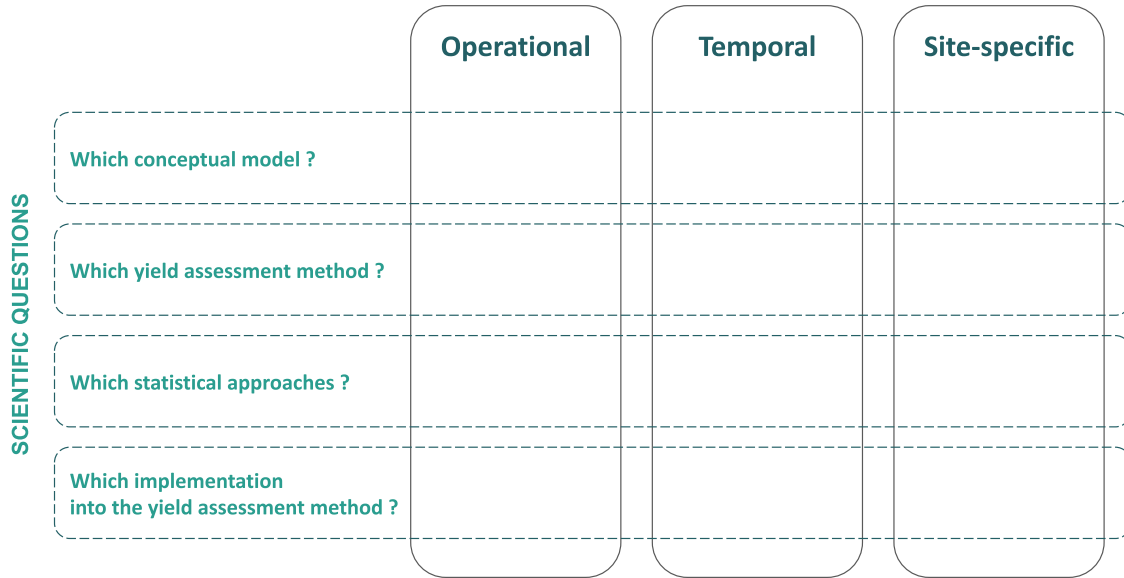 Operational
Temporal
Site-specific
SCIENTIFIC QUESTIONS
Which conceptual model ?
Which yield assessment method ?
Which statistical approaches ?
Which implementation
into the yield assessment method ?